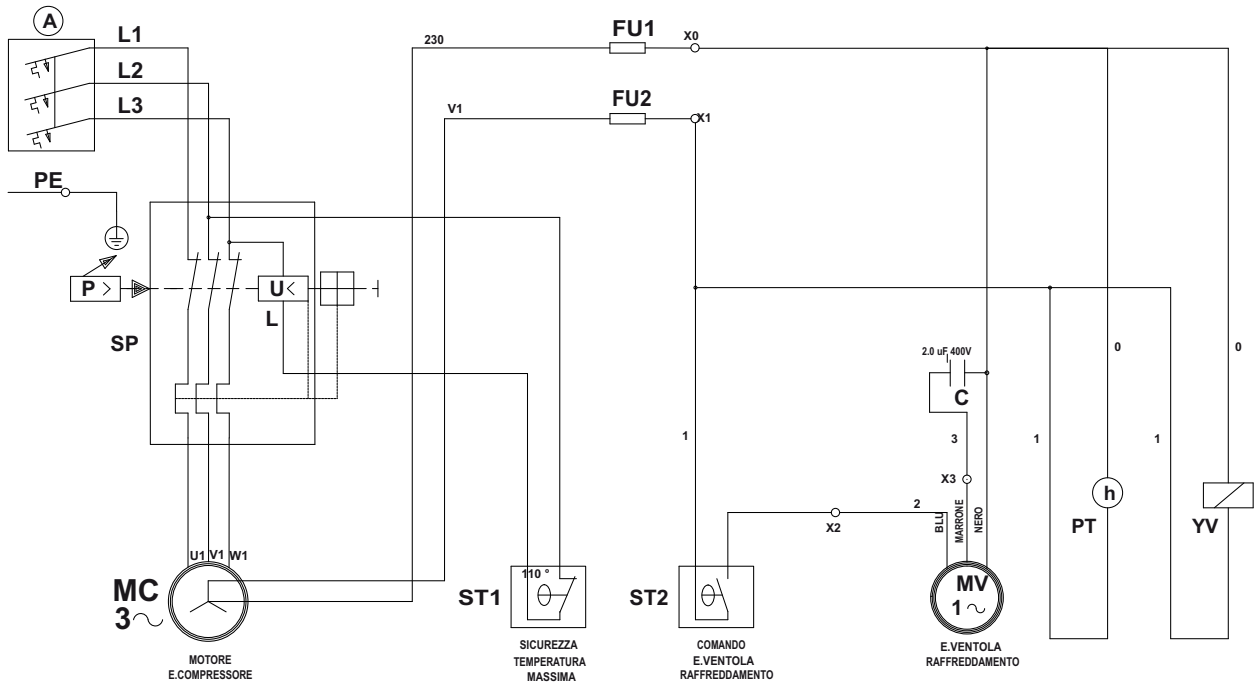 A
L1
L2
L3
PE
230
FU1
X0
V1
FU2
X1
P >
U<
L
SP
2.0 uF 400V
C
0
0
1
3
1
1
X3
X2
2
BLU
MARRONE
NERO
h
PT
YV
U1 V1 W1
MC
3
110 °
ST1
ST2
MV
1
MOTORE
E.COMPRESSORE
SICUREZZA
TEMPERATURA
MASSIMA
COMANDO
E.VENTOLA
RAFFREDDAMENTO
E.VENTOLA
RAFFREDDAMENTO